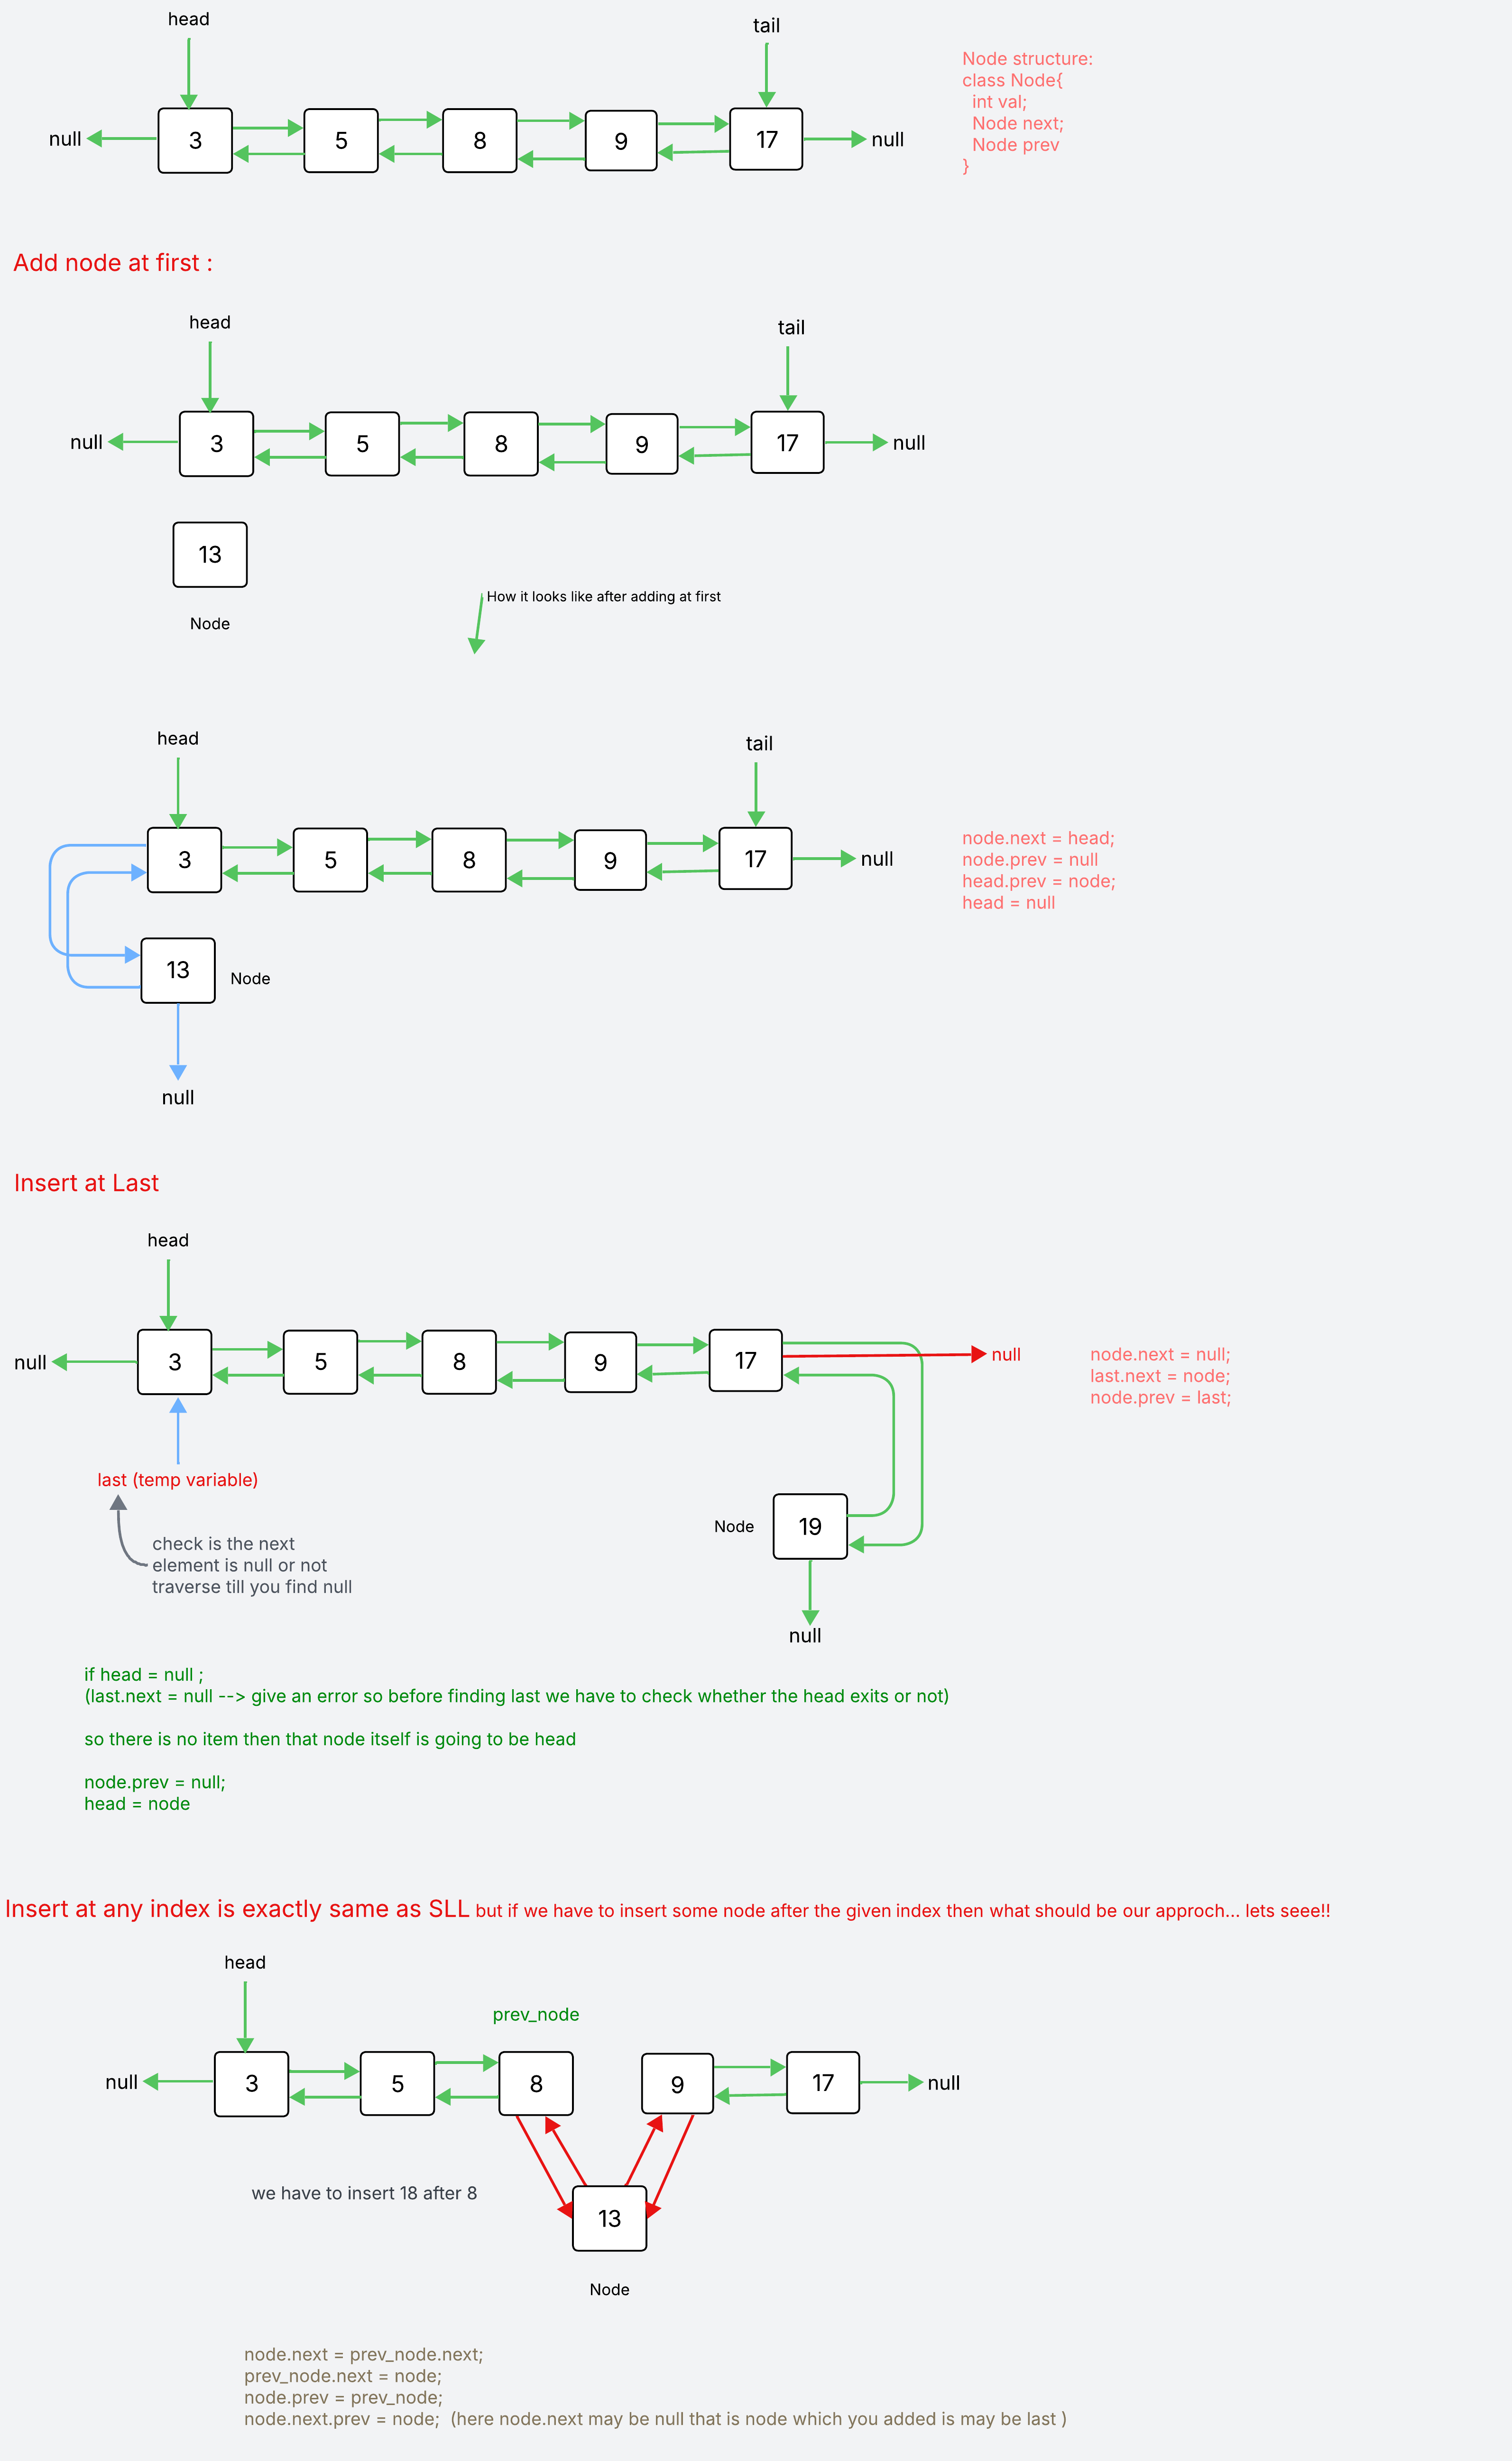 head
tail
Node structure:
class Node{
int val;
Node next;
Node prev
}
null
3
5
8
9
17
null
Add node at first :
head
tail
null
3
5
8
9
17
null
13
Node
How it looks like after adding at first
head
tail
3
5
8
9
17
null
node.next = head;
node.prev = null
head.prev = node;
head = null
13
Node
null
Insert at Last
head
null
3
5
8
9
17
null
node.next = null;
last.next = node;
node.prev = last;
last (temp variable)
check is the next
element is null or not
traverse till you find null
Node
19
null
if head = null ;
(last.next = null --> give an error so before finding last we have to check whether the head exits or not)
so there is no item then that node itself is going to be head
node.prev = null;
head = node
Insert at any index is exactly same as SLL but if we have to insert some node after the given index then what should be our approch... lets seee!!
head
prev_node
null
3
5
8
9
17
null
we have to insert 18 after 8
13
Node
node.next = prev_node.next;
prev_node.next = node;
node.prev = prev_node;
node.next.prev = node; (here node.next may be null that is node which you added is may be last )